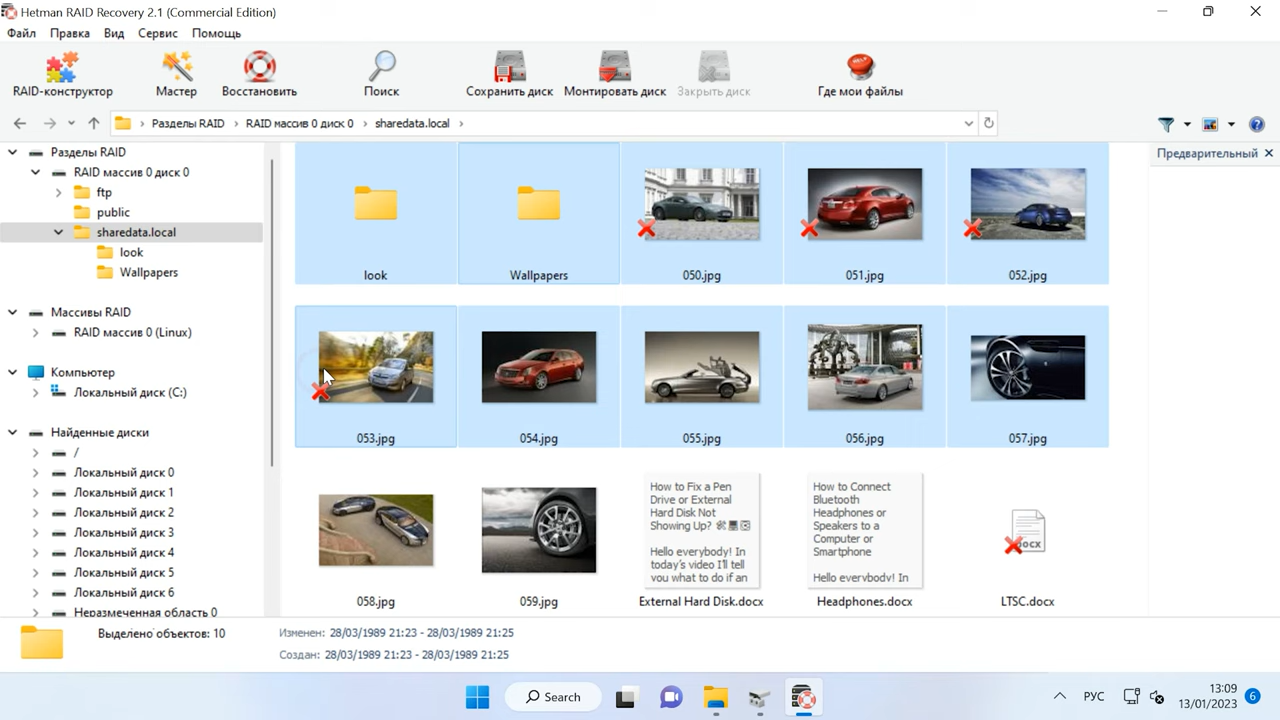 Hetman RAID Recovery 2.1 (Commercial Edition)
Файл Правка Вид Сервис Помощь
RAID-конструктор Мастер Восстановить Поиск Сохранить диск Монтировать диск Закрыть диск Где мои файлы
Разделы RAID RAID массив 0 диск 0 sharedata.local
Предварительный
Разделы RAID
RAID массив 0 диск 0
ftp
public
sharedata.local
look
Wallpapers
Массивы RAID
RAID массив 0 (Linux)
Компьютер
Локальный диск (C:)
Найденные диски
/
Локальный диск 0
Локальный диск 1
Локальный диск 2
Локальный диск 3
Локальный диск 4
Локальный диск 5
Локальный диск 6
Неразмеченная область 0
look Wallpapers 050.jpg 051.jpg 052.jpg
053.jpg 054.jpg 055.jpg 056.jpg 057.jpg
How to Fix a Pen
Drive or External
Hard Disk Not
Showing Up?
Hello everybody! In
today's video I'll tell
you what to do if an
How to Connect
Bluetooth
Headphones or
Speakers to a
Computer or
Smartphone
Hello everybody! In
DOCX
058.jpg 059.jpg External Hard Disk.docx Headphones.docx LTSC.docx
Выделено объектов: 10
Изменен: 28/03/1989 21:23 - 28/03/1989 21:25
Создан: 28/03/1989 21:23 - 28/03/1989 21:25
Search
РУС
13:09
13/01/2023
6